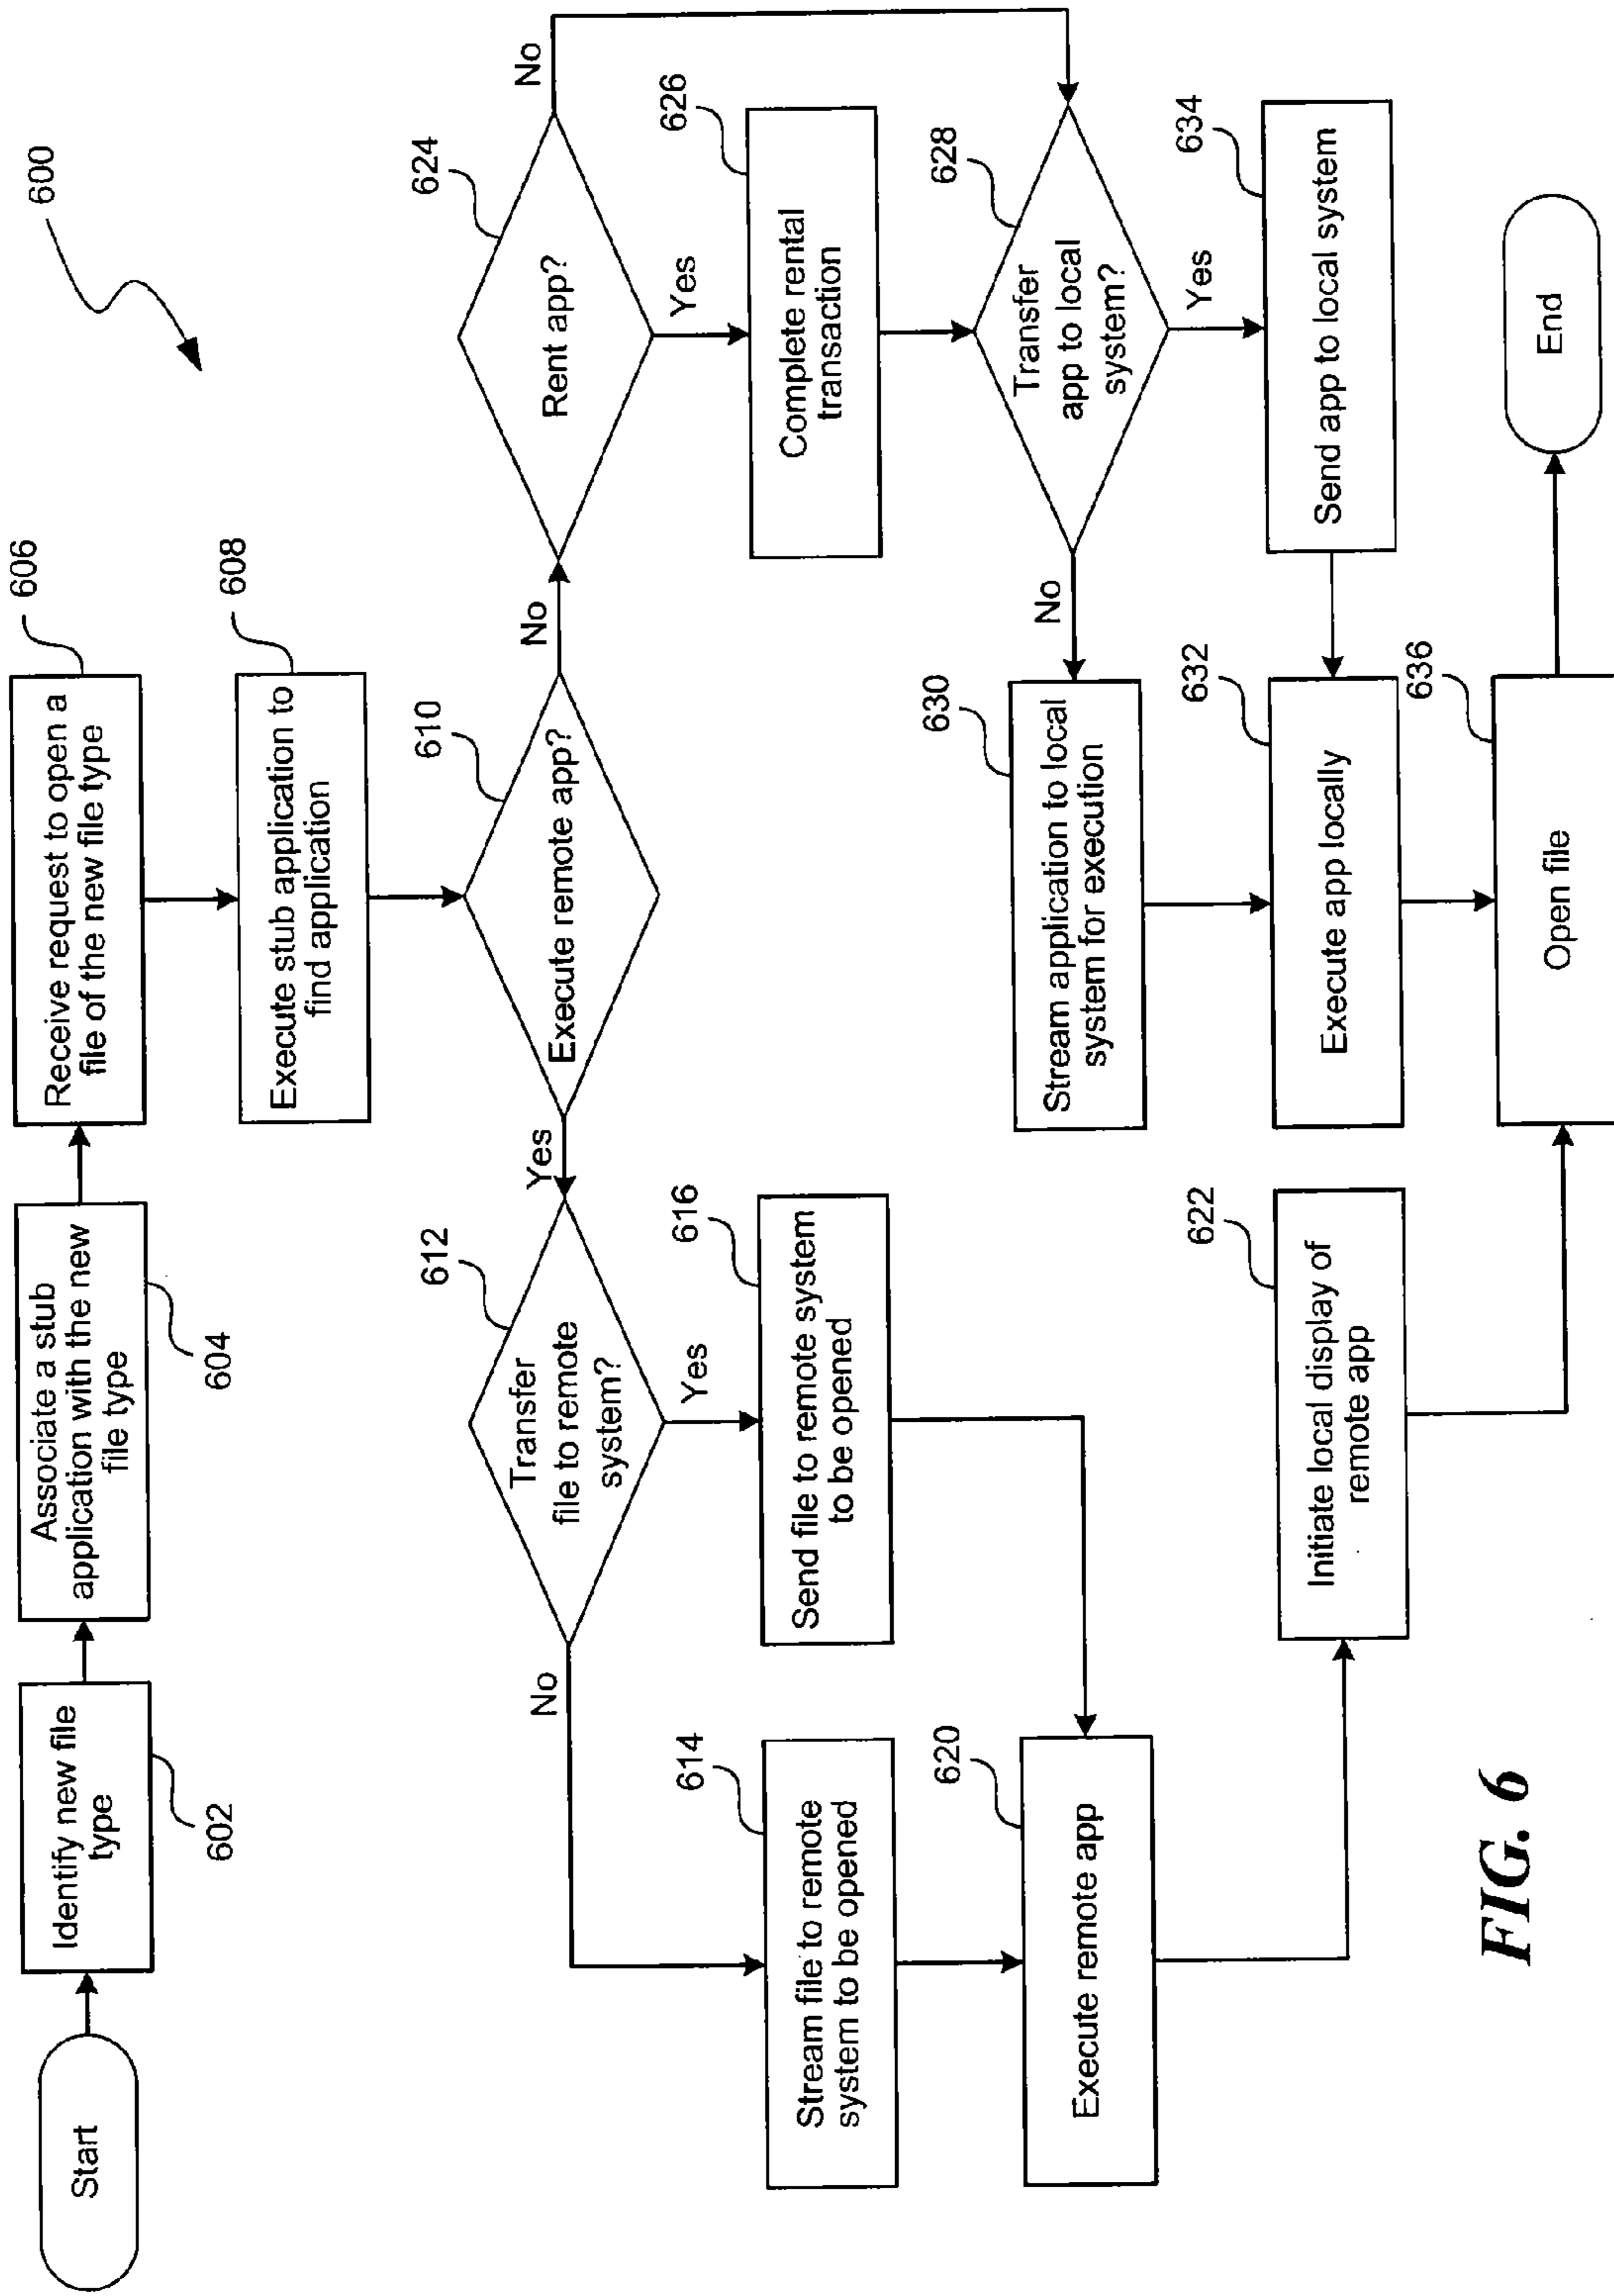 600
Start
Identify new file
type
602
Associate a stub
application with the new
file type
604
Receive request to open a
file of the new file type
606
Execute stub application to
find application
608
Execute remote app?
610
Yes
No
Transfer
file to remote
system?
612
No
Yes
Stream file to remote
system to be opened
614
Send file to remote system
to be opened
616
Execute remote app
620
Initiate local display of
remote app
622
Rent app?
624
No
Yes
Complete rental
transaction
626
Transfer
app to local
system?
628
No
Yes
Stream application to local
system for execution
630
Send app to local system
634
Execute app locally
632
Open file
636
End
FIG. 6